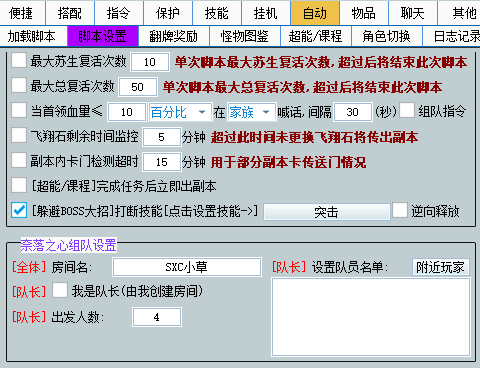 便捷 搭配 指令 保护 技能 挂机 自动 物品 聊天 其他
加载脚本 脚本设置 翻牌奖励 怪物图鉴 超能/课程 角色切换 日志记录
最大苏生复活次数 10 单次脚本最大苏生复活次数,超过后将结束此次脚本
最大总复活次数 50 单次脚本最大总复活次数,超过后将结束此次脚本
当首领血量≤ 10 百分比 在 家族 喊话,间隔 30 (秒) 组队指令
飞翔石剩余时间监控 5 分钟 超过此时间未更换飞翔石将传出副本
副本内卡门检测超时 15 分钟 用于部分副本卡传送门情况
[超能/课程]完成任务后立即出副本
[躲避BOSS大招]打断技能[点击设置技能->] 突击 逆向释放
奈落之心组队设置
[全体] 房间名: SXC小草 [队长] 设置队员名单: 附近玩家
[队长] 我是队长(由我创建房间)
[队长] 出发人数: 4